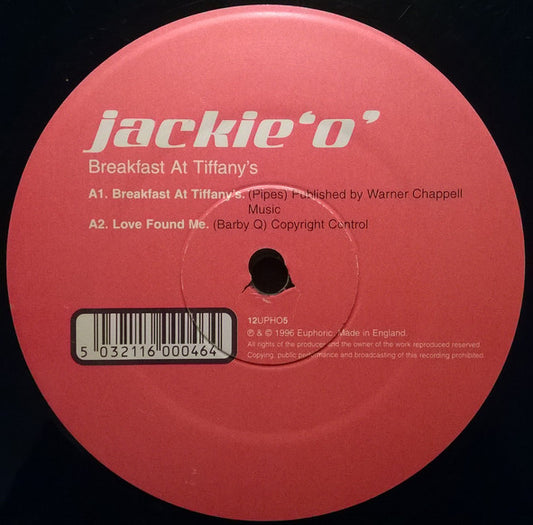 jackie‘o’
Breakfast At Tiffany's
A1. Breakfast At Tiffany's. (Pipes) Published by Warner Chappell
Music
A2. Love Found Me. (Barby Q) Copyright Control
12UPHO5
℗ & © 1996 Euphoric. Made in England.
All rights of the producer and the owner of the work reproduced reserved.
Copying, public performance and broadcasting of this recording prohibited.
5 032116 000464